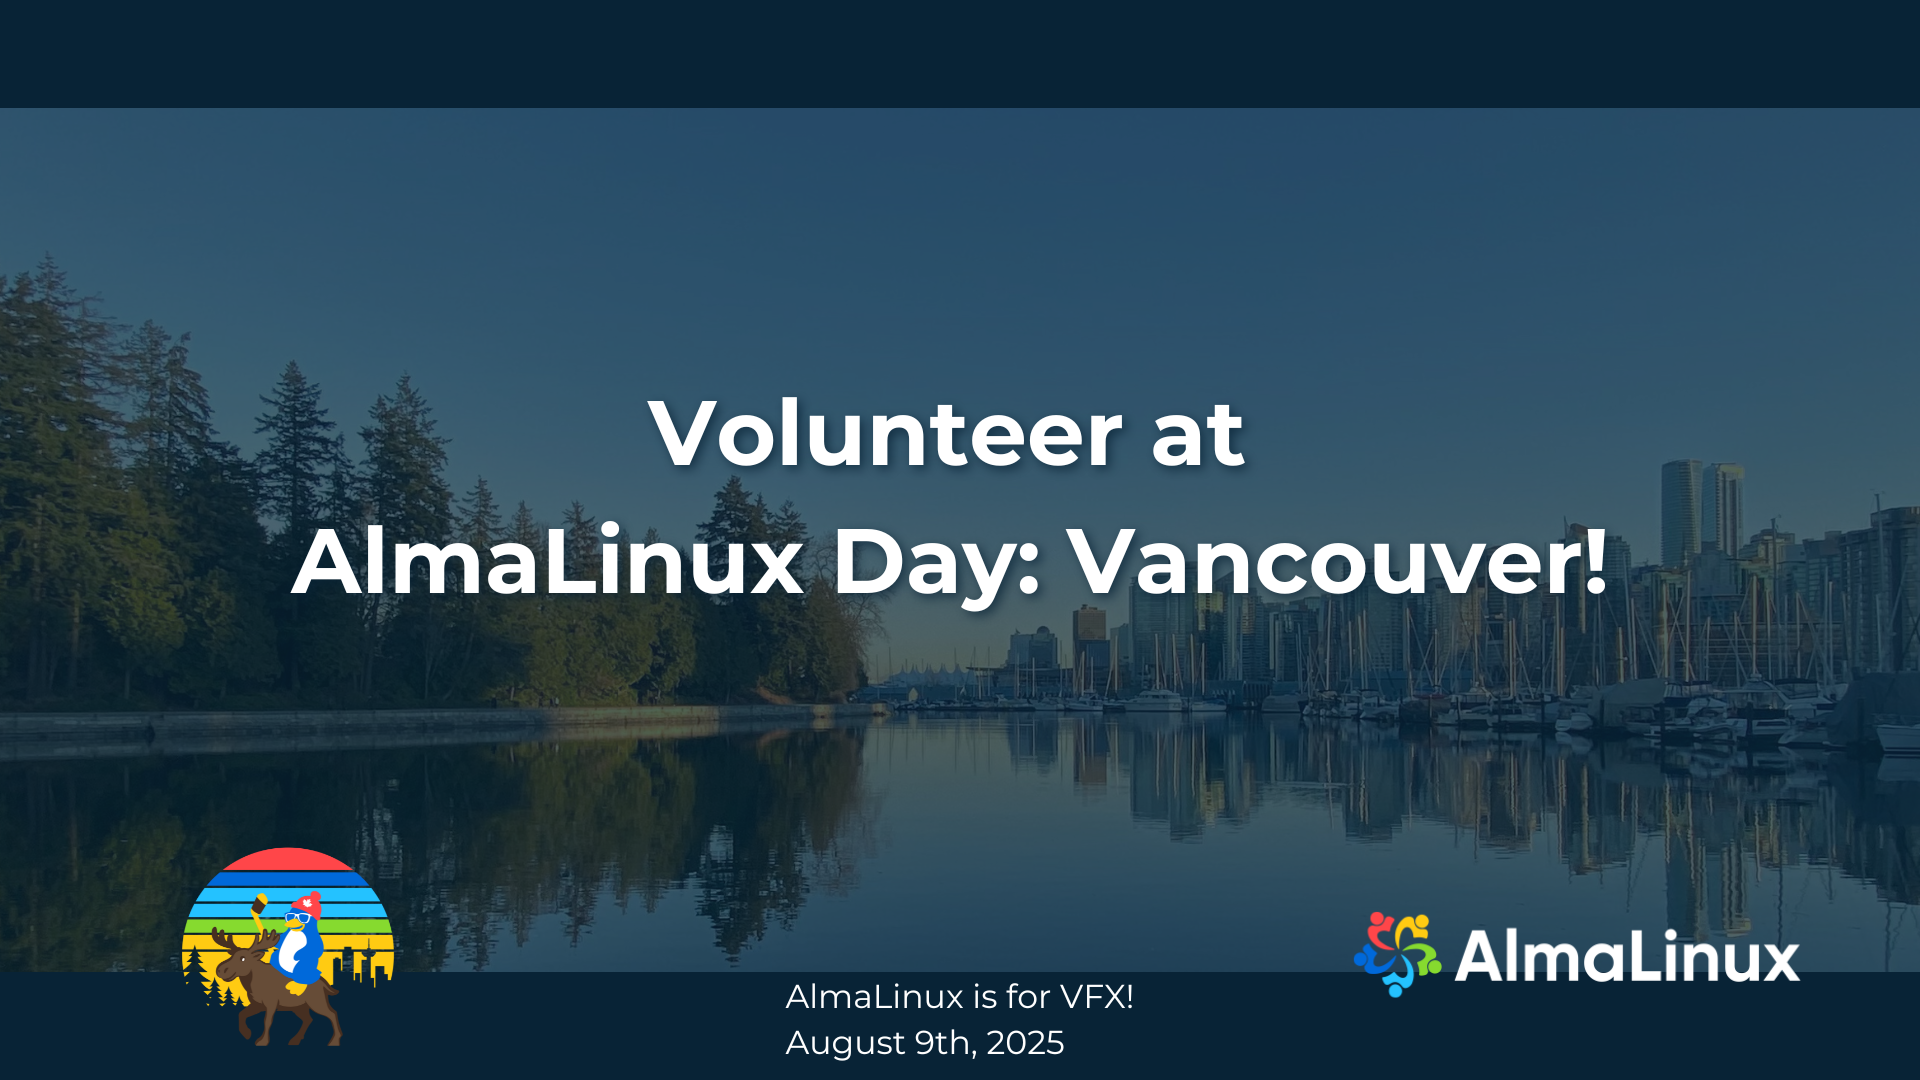 Volunteer at
AlmaLinux Day: Vancouver!
AlmaLinux
AlmaLinux is for VFX!
August 9th, 2025